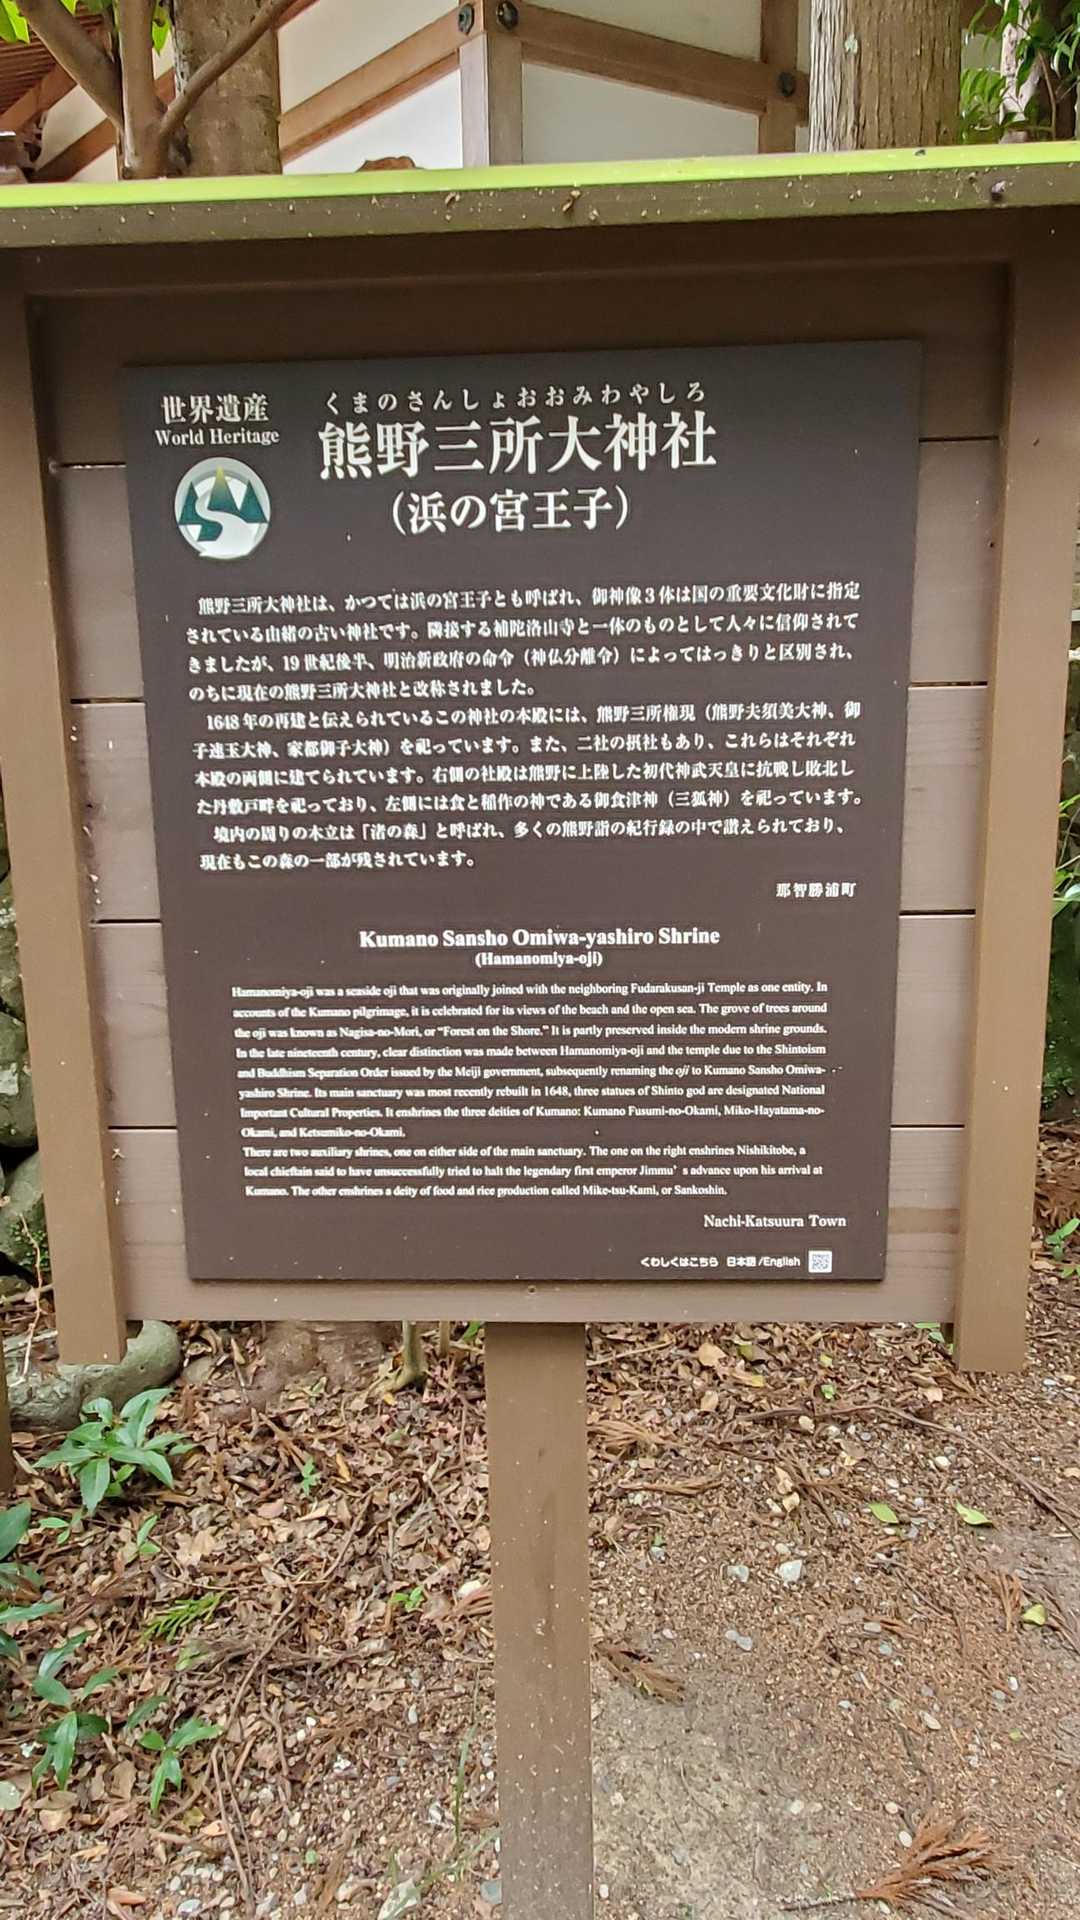 世界遺産
World Heritage
くまのさんしょおおみわやしろ
熊野三所大神社
（浜の宮王子）
熊野三所大神社は、かつては浜の宮王子とも呼ばれ、御神像３体は国の重要文化財に指定
されている由緒の古い神社です。隣接する補陀洛山寺と一体のものとして人々に信仰されて
きましたが、19世紀後半、明治新政府の命令（神仏分離令）によってはっきりと区別され、
のちに現在の熊野三所大神社と改称されました。
1648年の再建と伝えられているこの神社の本殿には、熊野三所権現（熊野夫須美大神、御
子速玉大神、家都御子大神）を祀っています。また、二社の摂社もあり、これらはそれぞれ
本殿の両側に建てられています。右側の社殿は熊野に上陸した初代神武天皇に抗戦し敗北し
た丹敷戸畔を祀っており、左側には食と稲作の神である御食津神（三狐神）を祀っています。
境内の周りの木立は「渚の森」と呼ばれ、多くの熊野詣の紀行録の中で讃えられており、
現在もこの森の一部が残されています。
那智勝浦町
Kumano Sansho Omiwa-yashiro Shrine
(Hamanomiya-oji)
Hamanomiya-oji was a seaside oji that was originally joined with the neighboring Fudarakusan-ji Temple as one entity. In
accounts of the Kumano pilgrimage, it is celebrated for its views of the beach and the open sea. The grove of trees around
the oji was known as Nagisa-no-Mori, or “Forest on the Shore.” It is partly preserved inside the modern shrine grounds.
In the late nineteenth century, clear distinction was made between Hamanomiya-oji and the temple due to the Shintoism
and Buddhism Separation Order issued by the Meiji government, subsequently renaming the oji to Kumano Sansho Omiwa-
yashiro Shrine. Its main sanctuary was most recently rebuilt in 1648, three statues of Shinto god are designated National
Important Cultural Properties. It enshrines the three deities of Kumano: Kumano Fusumi-no-Okami, Miko-Hayatama-no-
Okami, and Ketsumiko-no-Okami.
There are two auxiliary shrines, one on either side of the main sanctuary. The one on the right enshrines Nishikitobe, a
local chieftain said to have unsuccessfully tried to halt the legendary first emperor Jimmu’s advance upon his arrival at
Kumano. The other enshrines a deity of food and rice production called Mike-tsu-Kami, or Sankoshin.
Nachi-Katsuura Town
くわしくはこちら 日本語/English